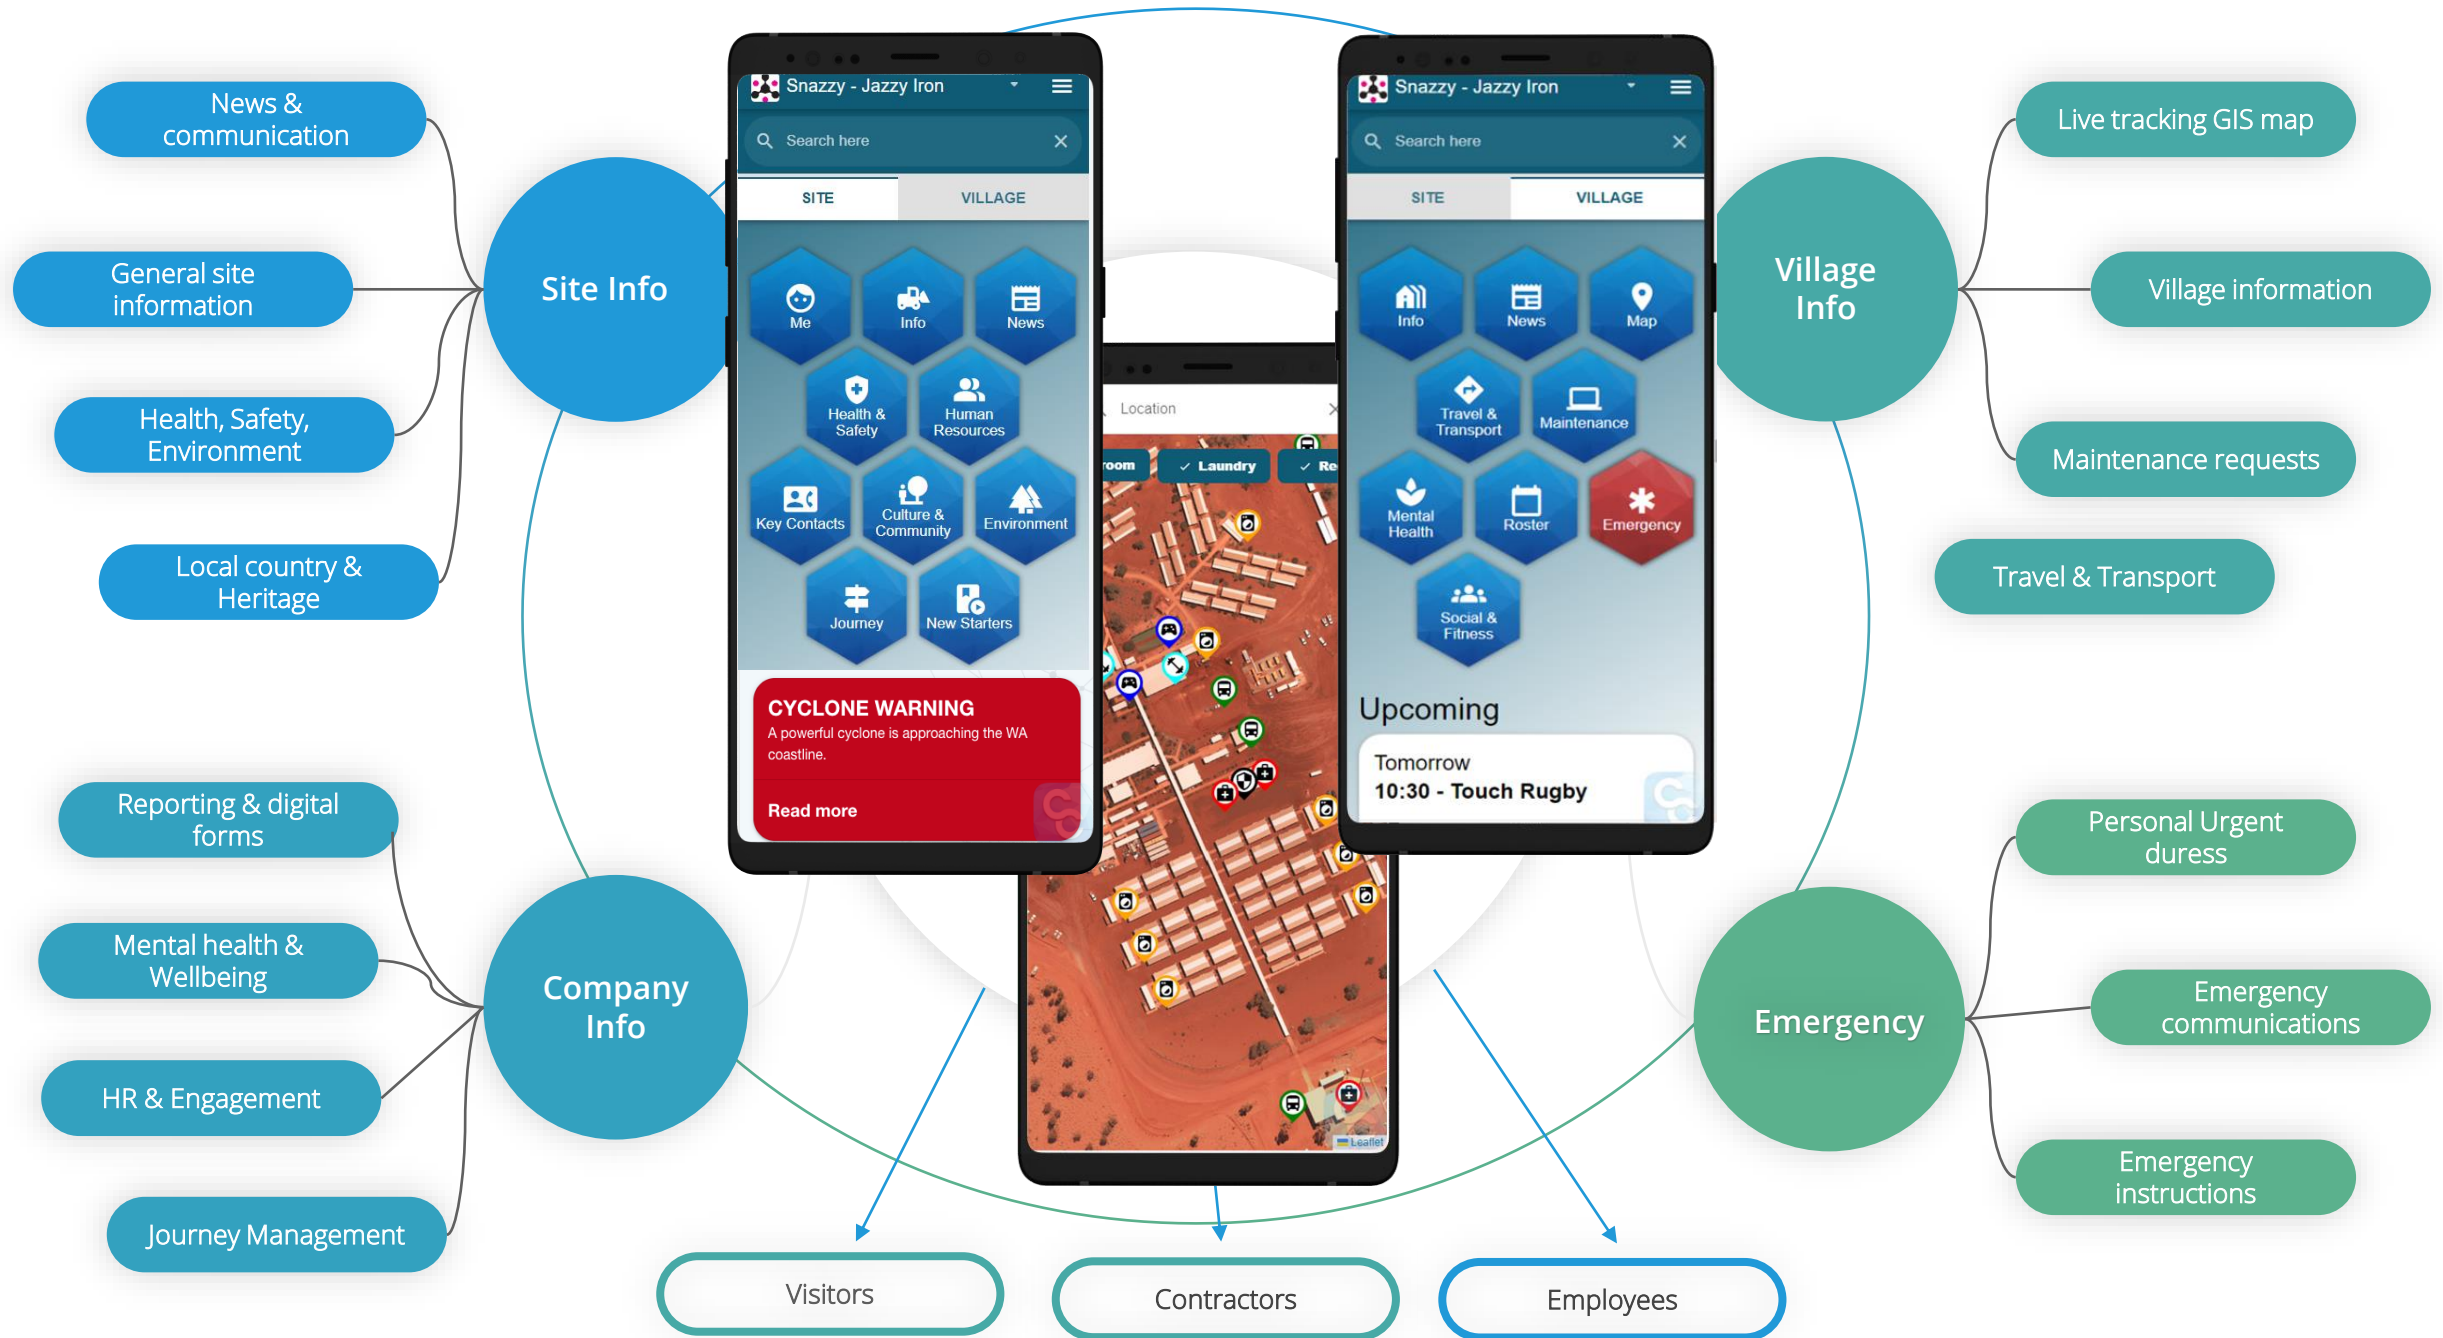 News &
communication
General site
information
Health, Safety,
Environment
Local country &
Heritage
Site Info
Reporting & digital
forms
Mental health &
Wellbeing
HR & Engagement
Journey Management
Company
Info
Snazzy - Jazzy Iron
Search here
SITE
VILLAGE
Me
Info
News
Health &
Safety
Human
Resources
Key Contacts
Culture &
Community
Environment
Journey
New Starters
CYCLONE WARNING
A powerful cyclone is approaching the WA
coastline.
Read more
Location
room
Laundry
Re
Leaflet
Snazzy - Jazzy Iron
Search here
SITE
VILLAGE
Info
News
Map
Travel &
Transport
Maintenance
Mental
Health
Roster
Emergency
Social &
Fitness
Upcoming
Tomorrow
10:30 - Touch Rugby
Village
Info
Live tracking GIS map
Village information
Maintenance requests
Travel & Transport
Emergency
Personal Urgent
duress
Emergency
communications
Emergency
instructions
Visitors
Contractors
Employees